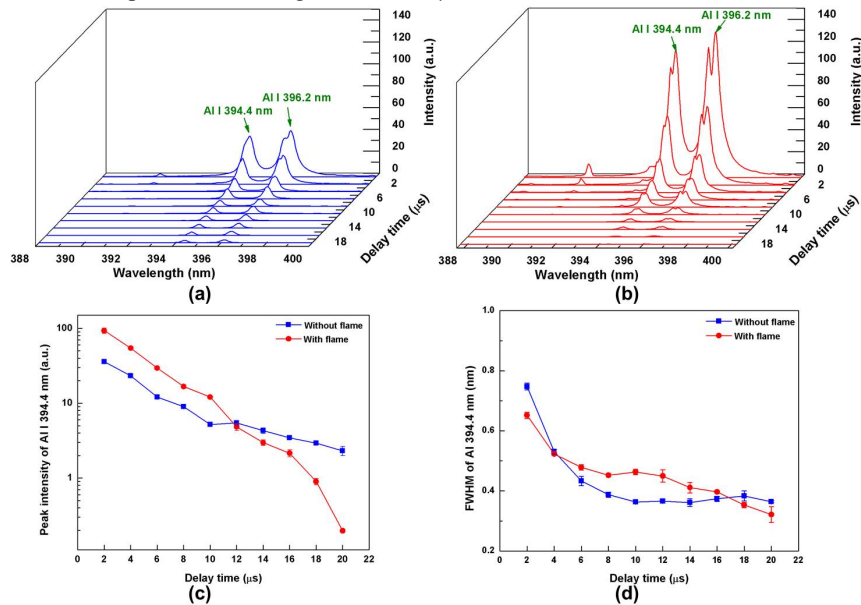 140
120
100
80
60
40
20
0
Intensity (a.u.)
Al I 394.4 nm
Al I 396.2 nm
2
6
10
14
18
Delay time (μs)
388 390 392 394 396 398 400
Wavelength (nm)
(a)
140
120
100
80
60
40
20
0
Intensity (a.u.)
Al I 394.4 nm
Al I 396.2 nm
2
6
10
14
18
Delay time (μs)
388 390 392 394 396 398 400
Wavelength (nm)
(b)
Peak intensity of Al I 394.4 nm (a.u.)
100
10
1
Without flame
With flame
0 2 4 6 8 10 12 14 16 18 20 22
Delay time (μs)
(c)
FWHM of Al 394.4 nm (nm)
1.0
0.8
0.6
0.4
0.2
Without flame
With flame
0 2 4 6 8 10 12 14 16 18 20 22
Delay time (μs)
(d)